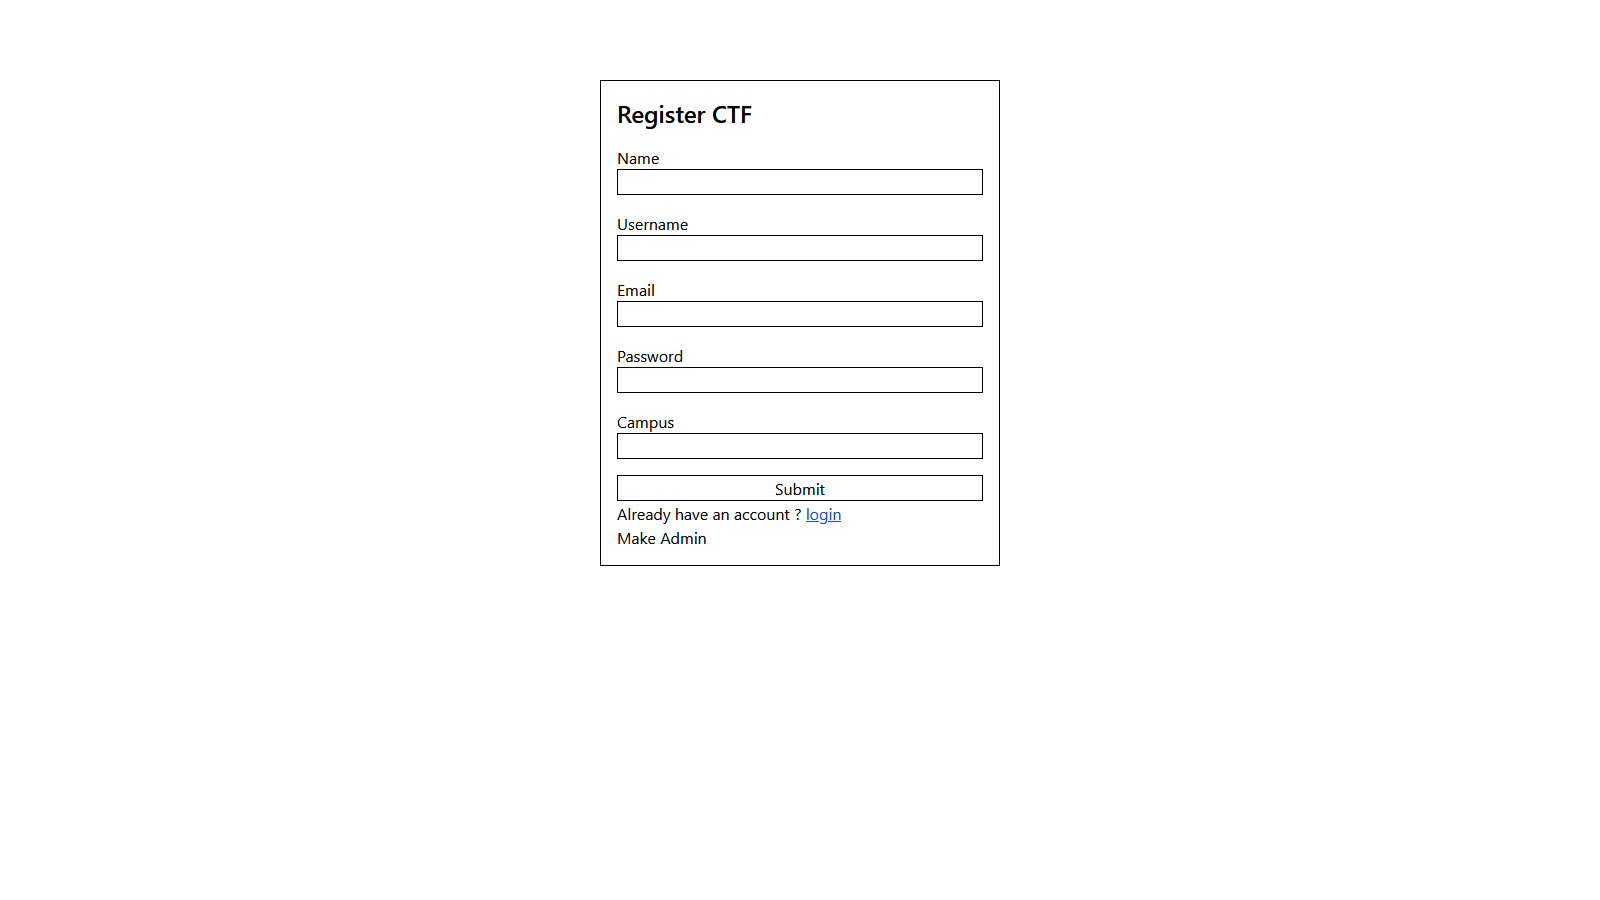 Register CTF
Name
Username
Email
Password
Campus
Submit
Already have an account ? login
Make Admin